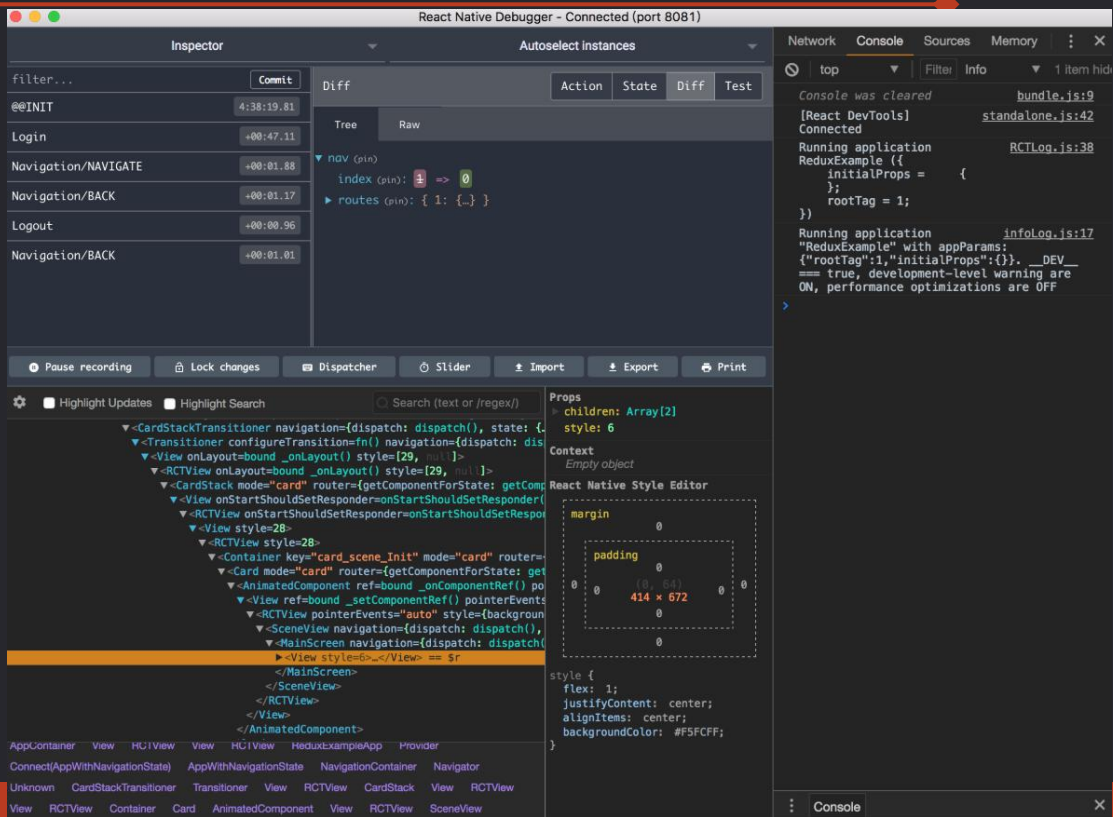 React Native Debugger - Connected (port 8081)
Inspector
Autoselect instances
filter...
Commit
@@INIT
4:38:19.81
Login
+00:47.11
Navigation/NAVIGATE
+00:01.88
Navigation/BACK
+00:01.17
Logout
+00:00.96
Navigation/BACK
+00:01.01
Diff
Action State Diff Test
Tree Raw
▼ nav (pin)
index (pin): 1 => 0
▶ routes (pin): { 1: {…} }
Pause recording
Lock changes
Dispatcher
Slider
Import
Export
Print
Highlight Updates
Highlight Search
Search (text or /regex/)
▼<CardStackTransitioner navigation={dispatch: dispatch(), state: {…
▼<Transitioner configureTransition=fn() navigation={dispatch: dis
▼<View onLayout=bound _onLayout() style=[29, null]>
▼<RCTView onLayout=bound _onLayout() style=[29, null]>
▼<CardStack mode="card" router={getComponentForState: getComp
▼<View onStartShouldSetResponder=onStartShouldSetResponder(
▼<RCTView onStartShouldSetResponder=onStartShouldSetRespon
▼<View style=28>
▼<RCTView style=28>
▼<Container key="card_scene_Init" mode="card" router=
▼<Card mode="card" router={getComponentForState: get
▼<AnimatedComponent ref=bound _onComponentRef() po
▼<View ref=bound _setComponentRef() pointerEvents
▼<RCTView pointerEvents="auto" style={backgroun
▼<SceneView navigation={dispatch: dispatch(),
▼<MainScreen navigation={dispatch: dispatch(
▶<View style=6>…</View> == $r
</MainScreen>
</SceneView>
</RCTView>
</View>
</AnimatedComponent>
AppContainer View RCTView View RCTView ReduxExampleApp Provider
Connect(AppWithNavigationState) AppWithNavigationState NavigationContainer Navigator
Unknown CardStackTransitioner Transitioner View RCTView CardStack View RCTView
View RCTView Container Card AnimatedComponent View RCTView SceneView
Props
children: Array[2]
style: 6
Context
Empty object
React Native Style Editor
margin
0
padding
0
0 0 (0, 64) 0 0
414 × 672
0
0
style {
flex: 1;
justifyContent: center;
alignItems: center;
backgroundColor: #F5FCFF;
}
Network Console Sources Memory
top
Filter
Info
1 item hid
Console was cleared bundle.js:9
[React DevTools] standalone.js:42
Connected
Running application RCTLog.js:38
ReduxExample ({
initialProps = {
};
rootTag = 1;
})
Running application infoLog.js:17
"ReduxExample" with appParams:
{"rootTag":1,"initialProps":{}}. __DEV__
=== true, development-level warning are
ON, performance optimizations are OFF
Console